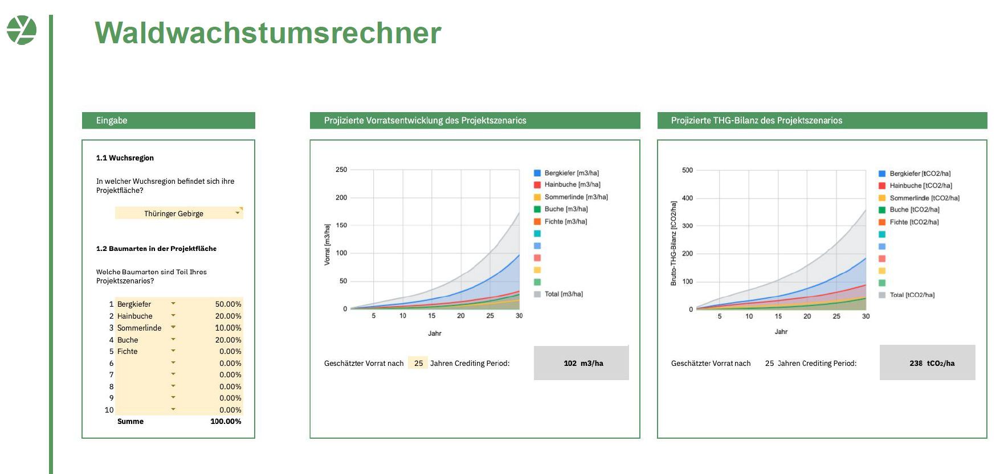 Waldwachstumsrechner
Eingabe
1.1 Wuchsregion
In welcher Wuchsregion befindet sich ihre
Projektfläche?
Thüringer Gebirge
1.2 Baumarten in der Projektfläche
Welche Baumarten sind Teil Ihres
Projektszenarios?
1 Bergkiefer 50.00%
2 Hainbuche 20.00%
3 Sommerlinde 10.00%
4 Buche 20.00%
5 Fichte 0.00%
6 0.00%
7 0.00%
8 0.00%
9 0.00%
10 0.00%
Summe 100.00%
Projizierte Vorratsentwicklung des Projektszenarios
Vorrat [m3/ha]
250
200
150
100
50
0
5 10 15 20 25 30
Jahr
Bergkiefer [m3/ha]
Hainbuche [m3/ha]
Sommerlinde [m3/ha]
Buche [m3/ha]
Fichte [m3/ha]
Total [m3/ha]
Geschätzter Vorrat nach 25 Jahren Crediting Period: 102 m3/ha
Projizierte THG-Bilanz des Projektszenarios
Brutto-THG-Bilanz [tCO2/ha]
500
400
300
200
100
0
5 10 15 20 25 30
Jahr
Bergkiefer [tCO2/ha]
Hainbuche [tCO2/ha]
Sommerlinde [tCO2/ha]
Buche [tCO2/ha]
Fichte [tCO2/ha]
Total [tCO2/ha]
Geschätzter Vorrat nach 25 Jahren Crediting Period: 238 tCO₂/ha